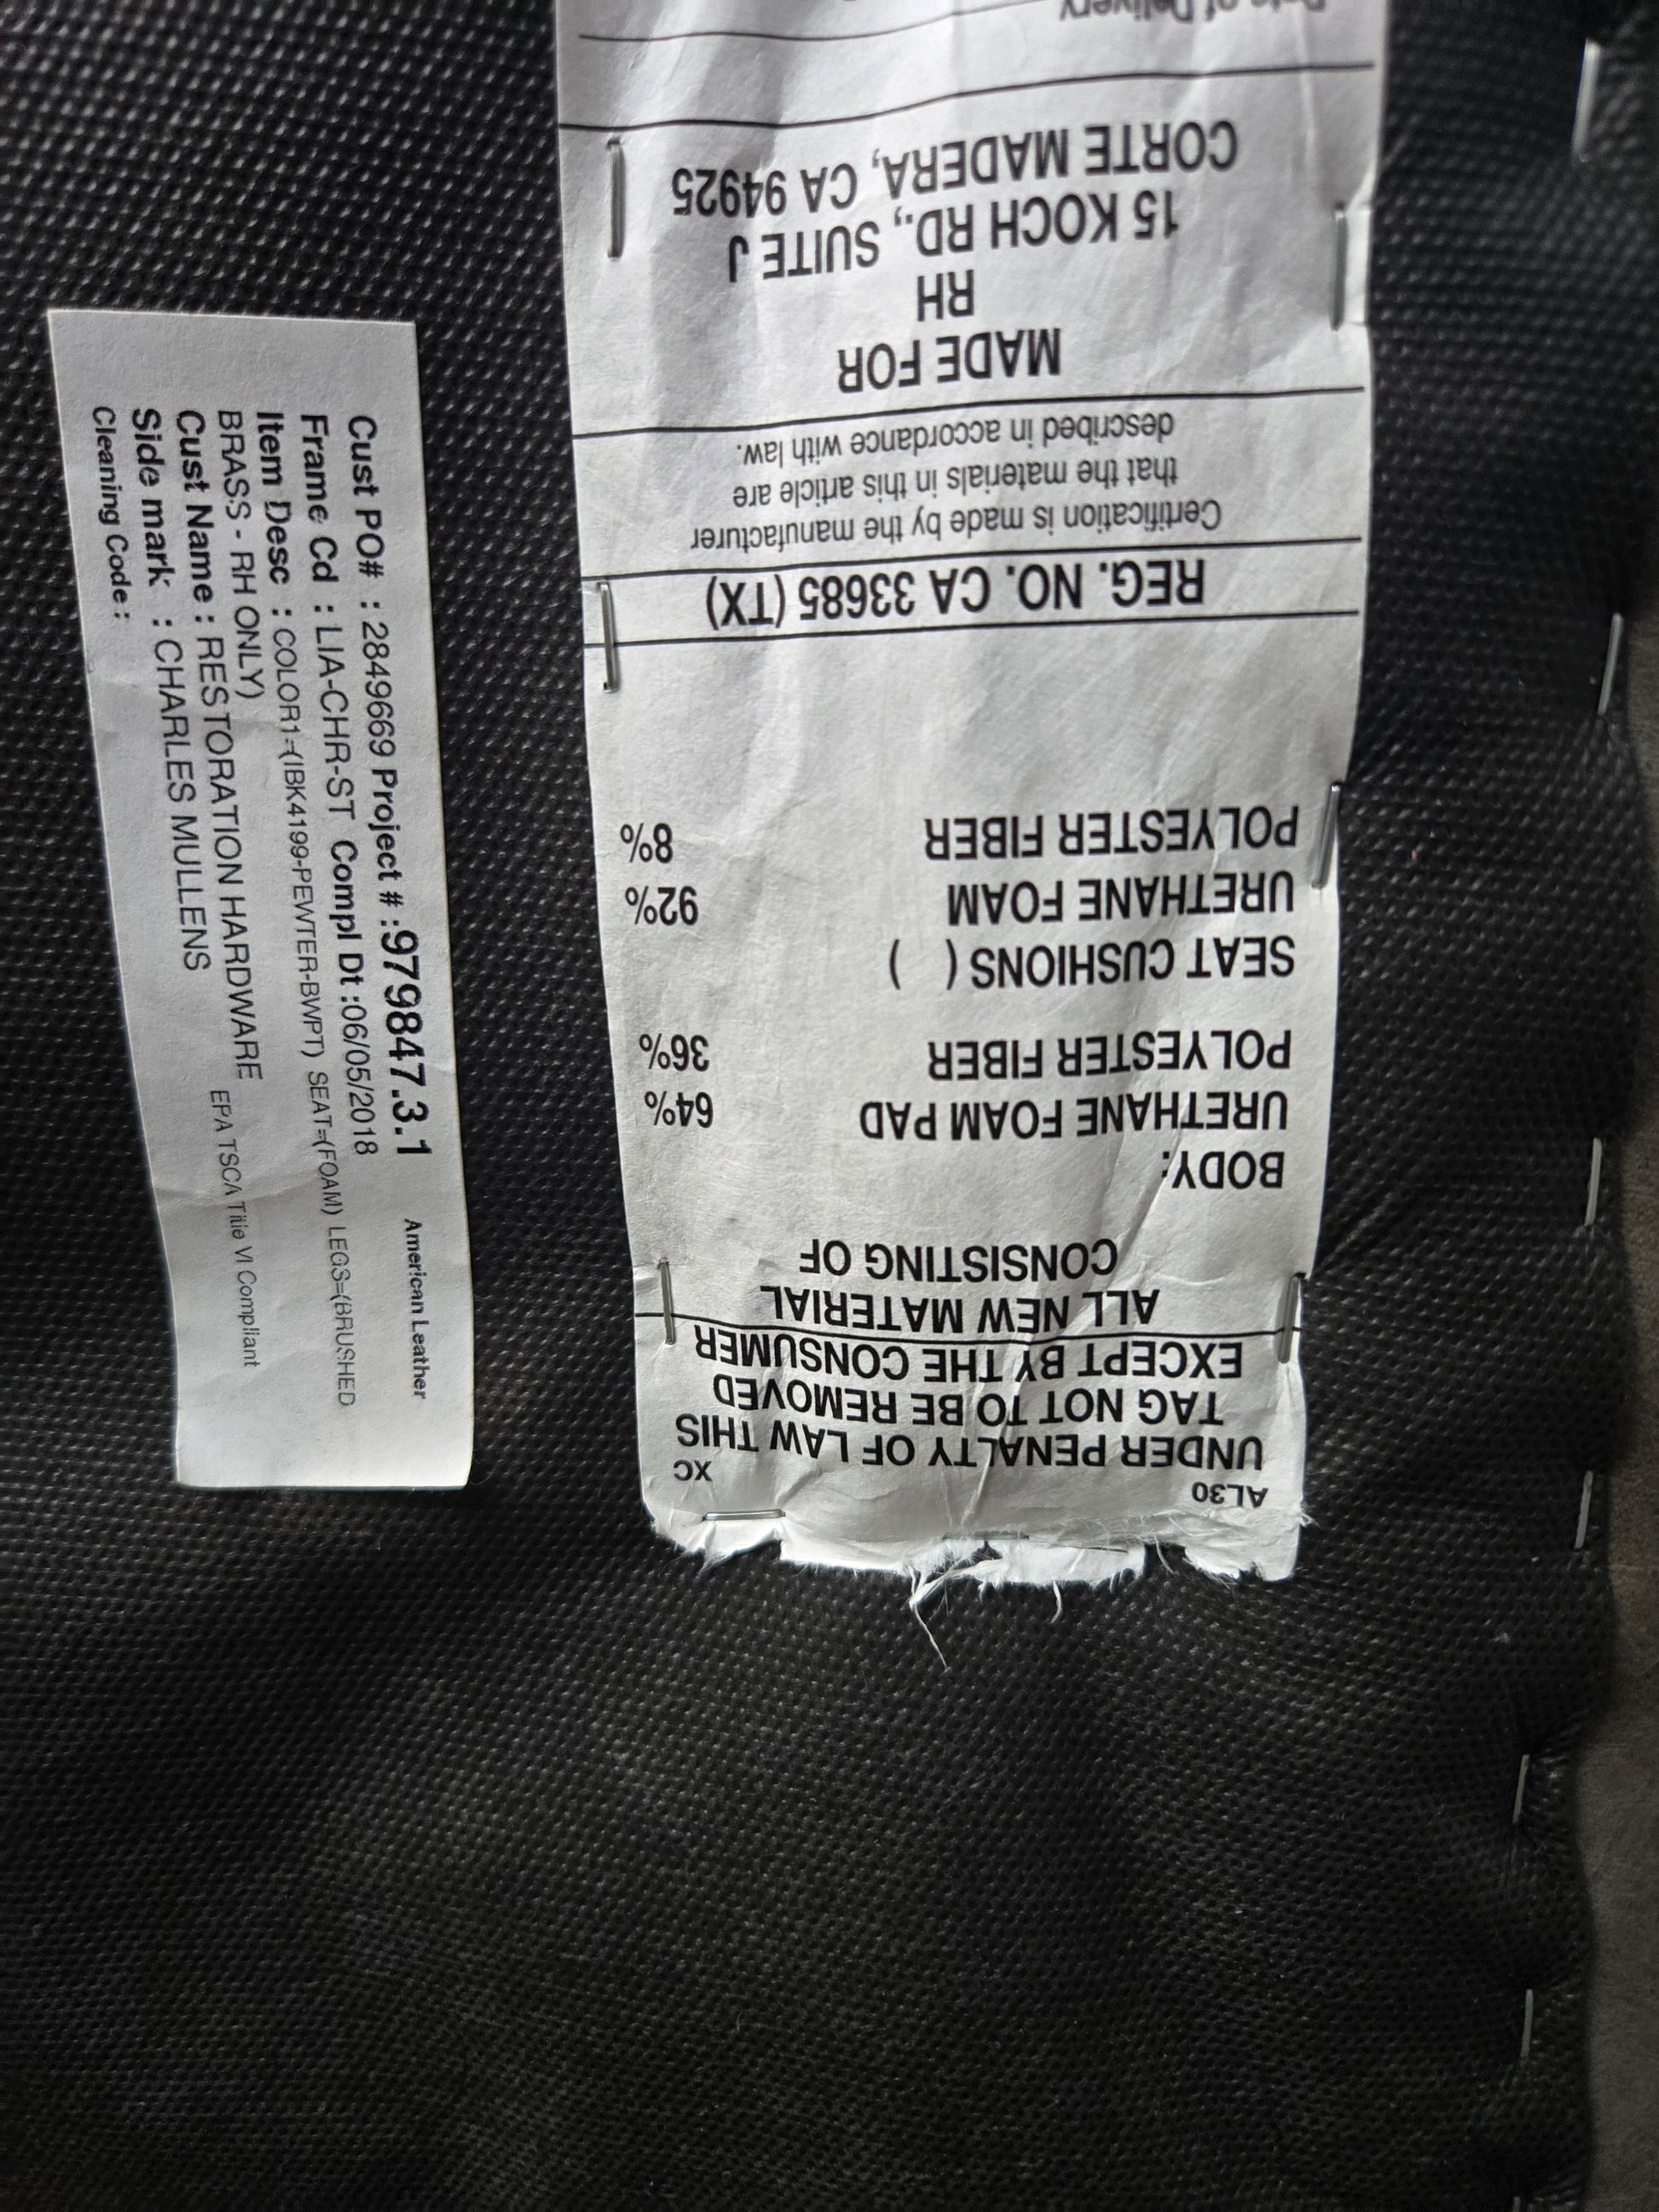 Cust PO# : 2849669 Project # :9798847.3.1 American Leather
Frame Cd : LIA-CHR-ST Compl Dt :06/05/2018
Item Desc : COLOR1=(IBK4199-PEWTER-BVVPT) SEAT=(FOAM) LEGS=(BRUSHED
BRASS - RH ONLY)
Cust Name : RESTORATION HARDWARE EPA TSCA Title VI Compliant
Side mark : CHARLES MULLENS
Cleaning Code :
AL30 XC
UNDER PENALTY OF LAW THIS
TAG NOT TO BE REMOVED
EXCEPT BY THE CONSUMER
ALL NEW MATERIAL
CONSISTING OF
BODY:
URETHANE FOAM PAD 64%
POLYESTER FIBER 36%
SEAT CUSHIONS ( )
URETHANE FOAM 92%
POLYESTER FIBER 8%
REG. NO. CA 33685 (TX)
Certification is made by the manufacturer
that the materials in this article are
described in accordance with law.
MADE FOR
RH
15 KOCH RD., SUITE J
CORTE MADERA, CA 94925
Date of Delivery